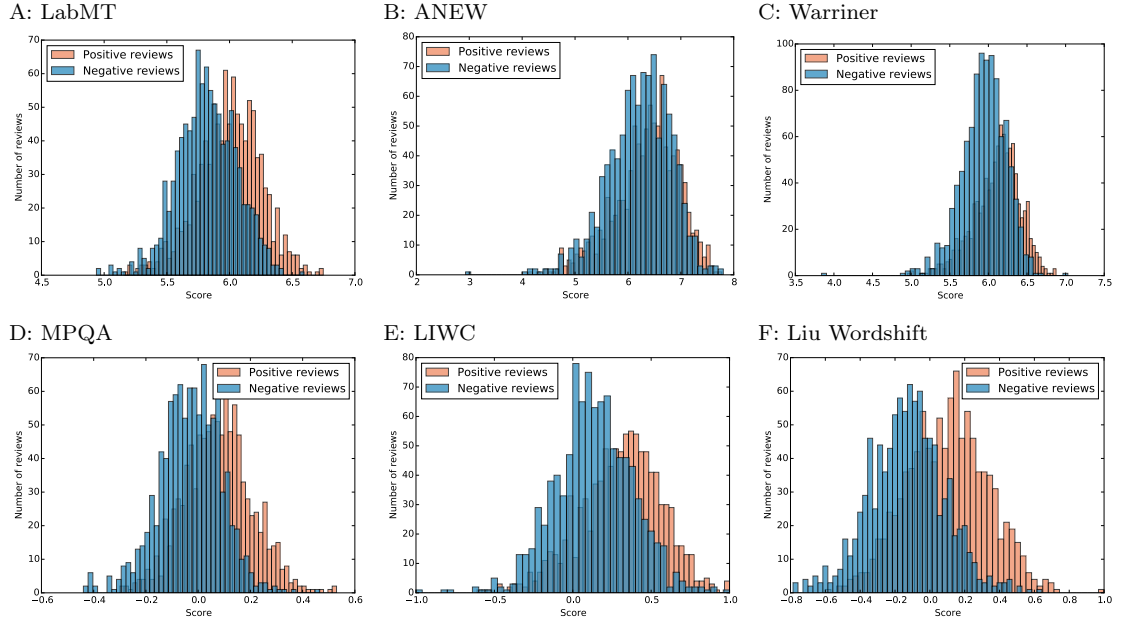 A: LabMT
B: ANEW
C: Warriner
Positive reviews
Negative reviews
Number of reviews
70
60
50
40
30
20
10
0
4.5 5.0 5.5 6.0 6.5 7.0
Score
Positive reviews
Negative reviews
Number of reviews
80
70
60
50
40
30
20
10
0
2 3 4 5 6 7 8
Score
Positive reviews
Negative reviews
Number of reviews
100
80
60
40
20
0
3.5 4.0 4.5 5.0 5.5 6.0 6.5 7.0 7.5
Score
D: MPQA
E: LIWC
F: Liu Wordshift
Positive reviews
Negative reviews
Number of reviews
70
60
50
40
30
20
10
0
−0.6 −0.4 −0.2 0.0 0.2 0.4 0.6
Score
Positive reviews
Negative reviews
Number of reviews
80
70
60
50
40
30
20
10
0
−1.0 −0.5 0.0 0.5 1.0
Score
Positive reviews
Negative reviews
Number of reviews
70
60
50
40
30
20
10
0
−0.8 −0.6 −0.4 −0.2 0.0 0.2 0.4 0.6 0.8 1.0
Score